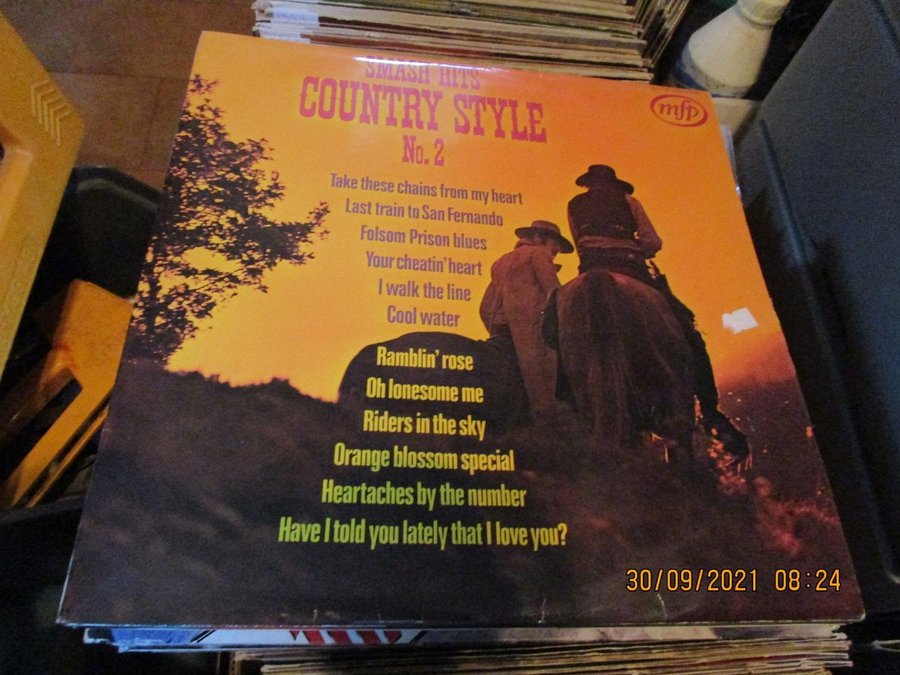 SMASH HITS
COUNTRY STYLE
No. 2
mfp
Take these chains from my heart
Last train to San Fernando
Folsom Prison blues
Your cheatin' heart
I walk the line
Cool water
Ramblin' rose
Oh lonesome me
Riders in the sky
Orange blossom special
Heartaches by the number
Have I told you lately that I love you?
30/09/2021 08:24